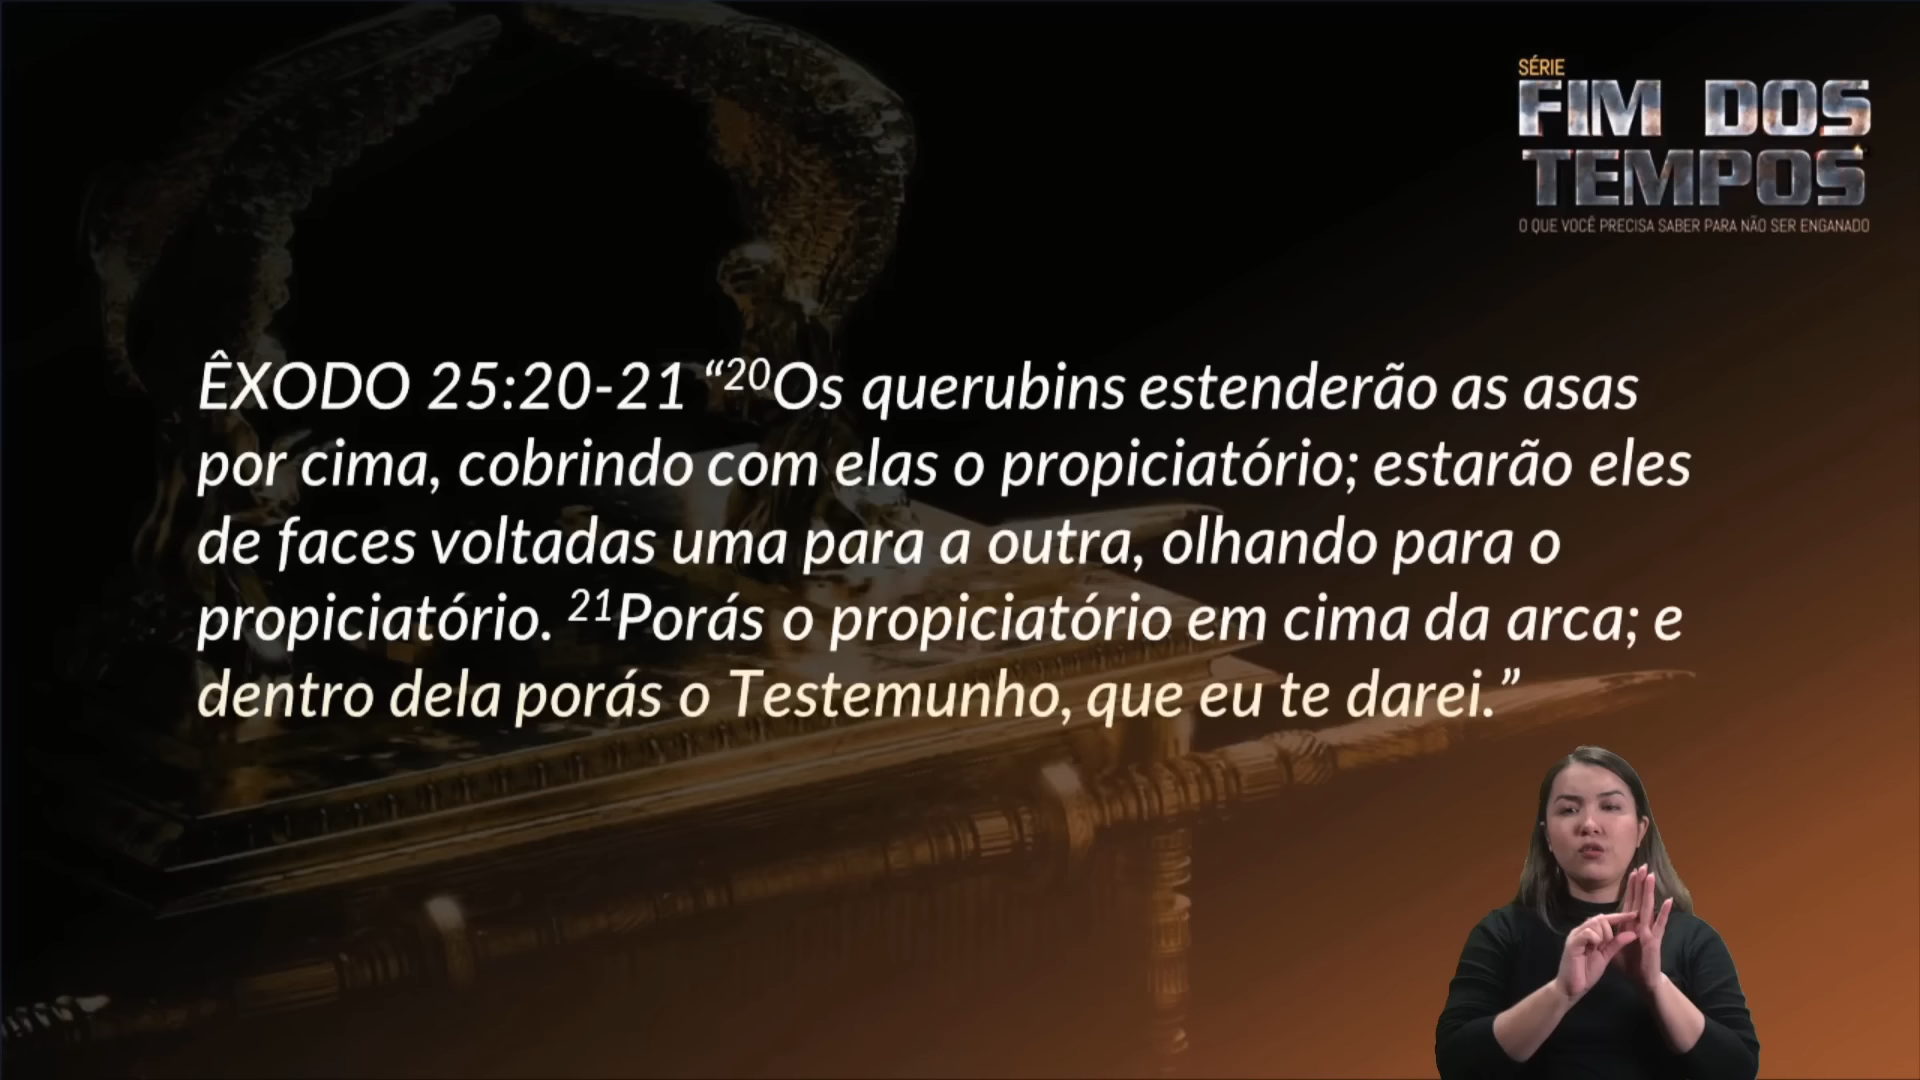 SÉRIE
FIM DOS
TEMPOS
O QUE VOCÊ PRECISA SABER PARA NÃO SER ENGANADO
ÊXODO 25:20-21 “²⁰Os querubins estenderão as asas
por cima, cobrindo com elas o propiciatório; estarão eles
de faces voltadas uma para a outra, olhando para o
propiciatório. ²¹Porás o propiciatório em cima da arca; e
dentro dela porás o Testemunho, que eu te darei.”